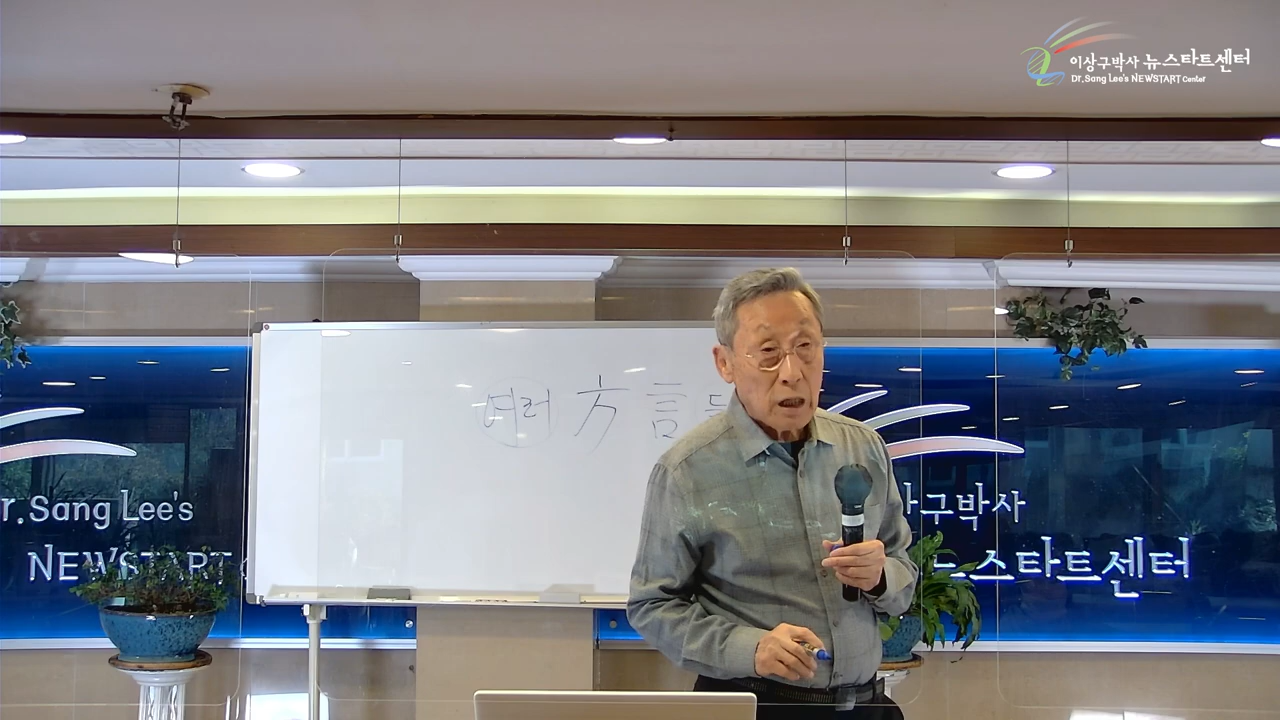 이상구박사 뉴스타트센터
Dr. Sang Lee's NEWSTART Center
여러 方言
r. Sang Lee's
NEWSTART
구박사
뉴스타트센터